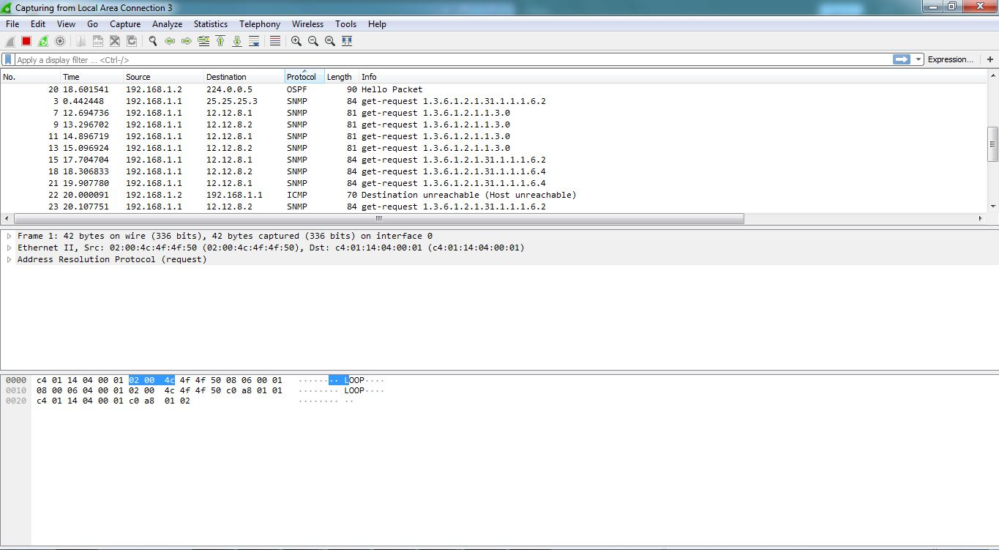 Capturing from Local Area Connection 3
File Edit View Go Capture Analyze Statistics Telephony Wireless Tools Help
Apply a display filter ... <Ctrl-/> Expression... +
No. Time Source Destination Protocol Length Info
20 18.601541 192.168.1.2 224.0.0.5 OSPF 90 Hello Packet
3 0.442448 192.168.1.1 25.25.25.3 SNMP 84 get-request 1.3.6.1.2.1.31.1.1.1.6.2
7 12.694736 192.168.1.1 12.12.8.1 SNMP 81 get-request 1.3.6.1.2.1.1.3.0
9 13.296702 192.168.1.1 12.12.8.2 SNMP 81 get-request 1.3.6.1.2.1.1.3.0
11 14.896719 192.168.1.1 12.12.8.1 SNMP 81 get-request 1.3.6.1.2.1.1.3.0
13 15.096924 192.168.1.1 12.12.8.2 SNMP 81 get-request 1.3.6.1.2.1.1.3.0
15 17.704704 192.168.1.1 12.12.8.1 SNMP 84 get-request 1.3.6.1.2.1.31.1.1.1.6.2
18 18.306833 192.168.1.1 12.12.8.2 SNMP 84 get-request 1.3.6.1.2.1.31.1.1.1.6.4
21 19.907780 192.168.1.1 12.12.8.1 SNMP 84 get-request 1.3.6.1.2.1.31.1.1.1.6.4
22 20.000091 192.168.1.2 192.168.1.1 ICMP 70 Destination unreachable (Host unreachable)
23 20.107751 192.168.1.1 12.12.8.2 SNMP 84 get-request 1.3.6.1.2.1.31.1.1.1.6.2
Frame 1: 42 bytes on wire (336 bits), 42 bytes captured (336 bits) on interface 0
Ethernet II, Src: 02:00:4c:4f:4f:50 (02:00:4c:4f:4f:50), Dst: c4:01:14:04:00:01 (c4:01:14:04:00:01)
Address Resolution Protocol (request)
0000 c4 01 14 04 00 01 02 00 4c 4f 4f 50 08 06 00 01 ········ LOOP····
0010 08 00 06 04 00 01 02 00 4c 4f 4f 50 c0 a8 01 01 ········ LOOP····
0020 c4 01 14 04 00 01 c0 a8 01 02 ········ ··